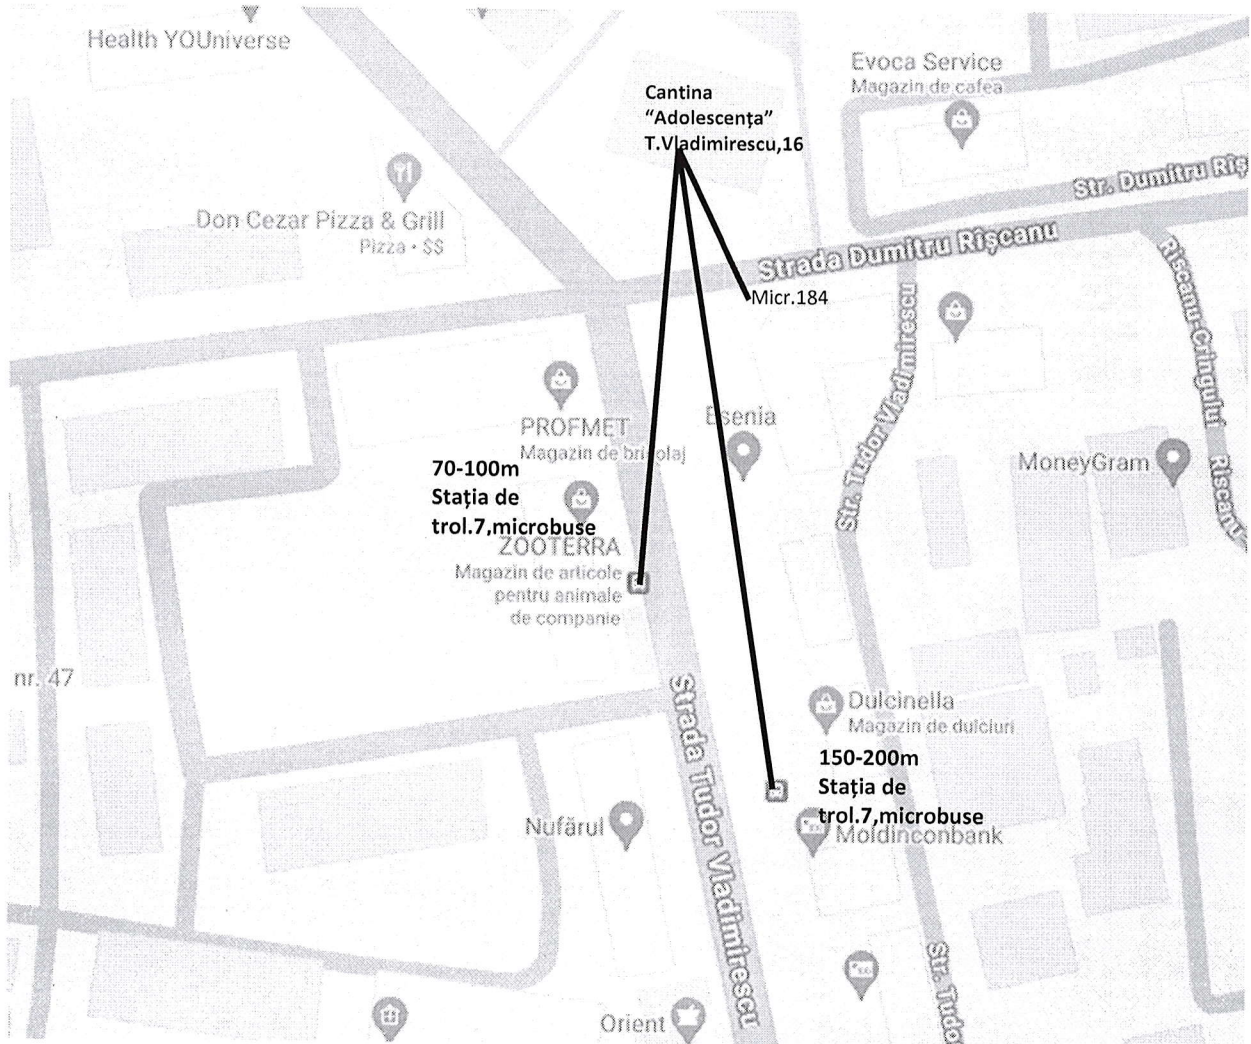 Health YOUniverse
Evoca Service
Magazin de cafea
Cantina
“Adolescența”
T.Vladimirescu,16
Don Cezar Pizza & Grill
Pizza • $$
Str. Dumitru Rîș
Strada Dumitru Rîșcanu
Micr.184
Rîșcanu-Cringului
Riscanu
Str. Tudor Vladimirescu
PROFMET
Magazin de bricolaj
Esenia
MoneyGram
70-100m
Stația de
trol.7,microbuse
ZOOTERRA
Magazin de articole
pentru animale
de companie
nr. 47
Strada Tudor Vladimirescu
Dulcinella
Magazin de dulciuri
150-200m
Stația de
trol.7,microbuse
Moldinconbank
Nufărul
Str. Tudo
Orient